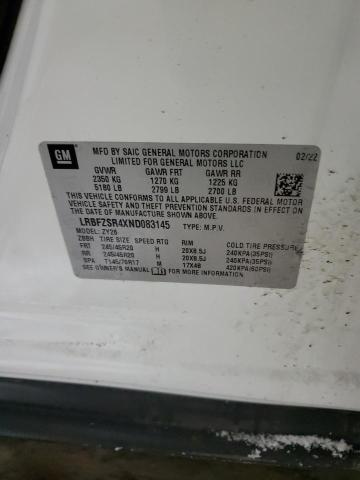 GM
MFD BY SAIC GENERAL MOTORS CORPORATION 02/22
LIMITED FOR GENERAL MOTORS LLC
GVWR GAWR FRT GAWR RR
2350 KG 1270 KG 1225 KG
5180 LB 2799 LB 2700 LB
THIS VEHICLE CONFORMS TO ALL APPLICABLE U.S. FEDERAL MOTOR
VEHICLE SAFETY AND THEFT PREVENTION STANDARDS IN EFFECT ON
THE DATE OF MANUFACTURE SHOWN ABOVE.
LRBFZSR4XND083145 TYPE: M.P.V.
MODEL: ZY26
TIRE SIZE SPEED RTG RIM COLD TIRE PRESSURE
FRT 245/45R20 H 20X8.5J 240KPA(35PSI)
RR 245/45R20 H 20X8.5J 240KPA(35PSI)
SPA T145/70R17 M 17X4B 420KPA(60PSI)
SEE OWNER'S MANUAL FOR MORE INFORMATION.